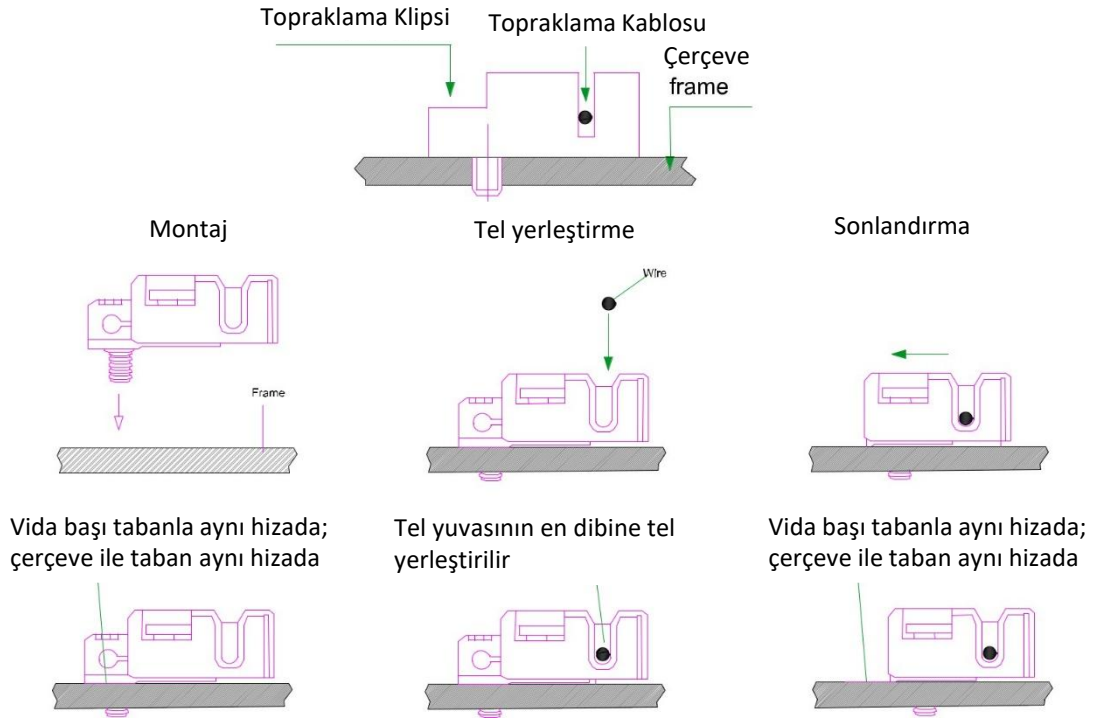 Topraklama Klipsi
Topraklama Kablosu
Çerçeve
frame
Montaj
Tel yerleştirme
Sonlandırma
Wire
Frame
Vida başı tabanla aynı hizada;
çerçeve ile taban aynı hizada
Tel yuvasının en dibine tel
yerleştirilir
Vida başı tabanla aynı hizada;
çerçeve ile taban aynı hizada